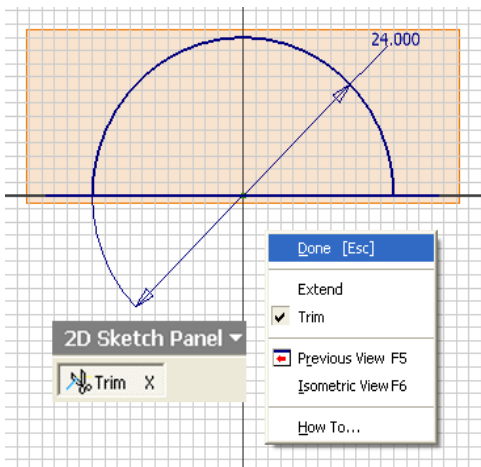 24.000
Done [Esc]
Extend
Trim
Previous View F5
Isometric View F6
How To...
2D Sketch Panel
Trim X